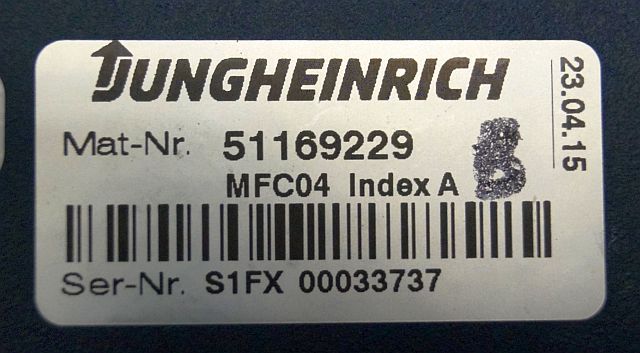 JUNGHEINRICH
Mat-Nr. 51169229
MFC04 Index A B
Ser-Nr. S1FX 00033737
23.04.15